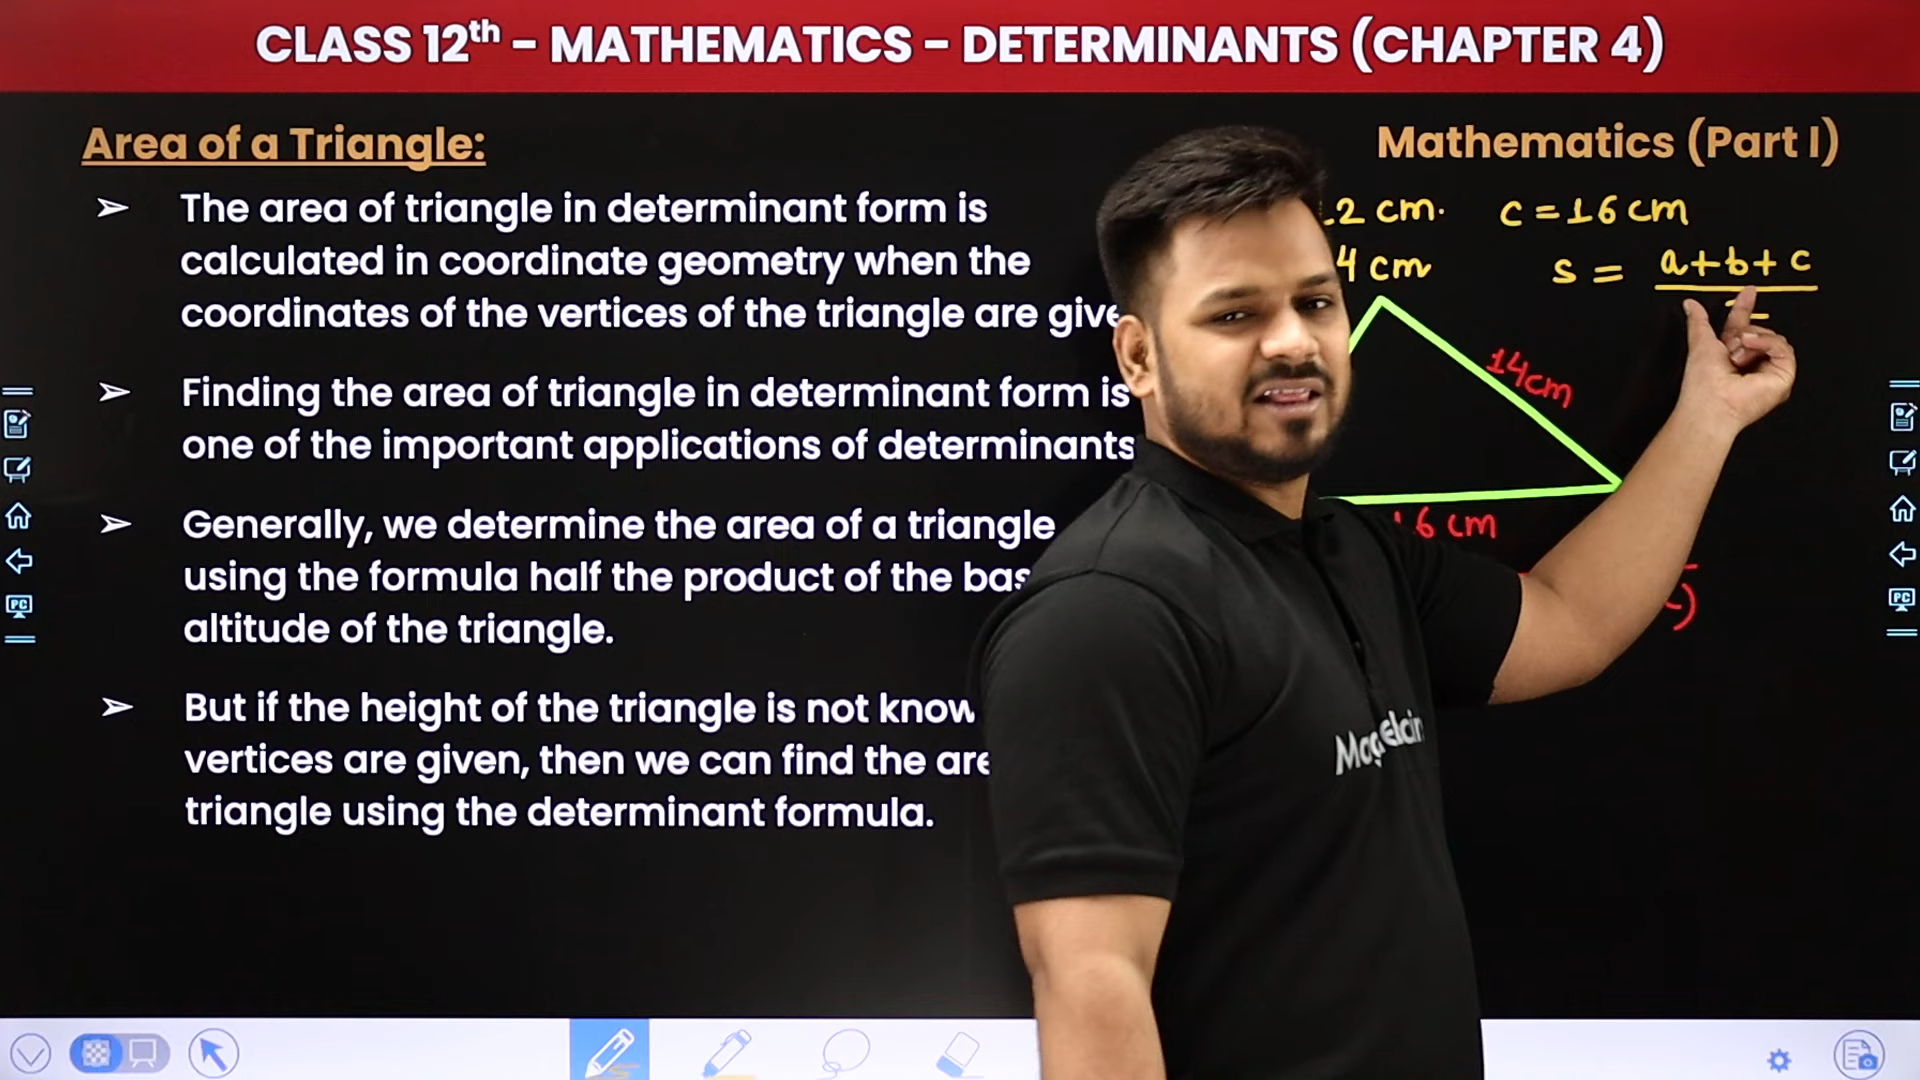 CLASS 12th - MATHEMATICS - DETERMINANTS (CHAPTER 4)
Area of a Triangle:
Mathematics (Part I)
➢ The area of triangle in determinant form is
calculated in coordinate geometry when the
coordinates of the vertices of the triangle are
➢ Finding the area of triangle in determinant form is
one of the important applications of determinants
➢ Generally, we determine the area of a triangle
using the formula half the product of the
altitude of the triangle.
➢ But if the height of the triangle is not
vertices are given, then we can find the
triangle using the determinant formula.
2 cm. c = 16 cm
4 cm s = a+b+c
14cm
6 cm
PC
PC